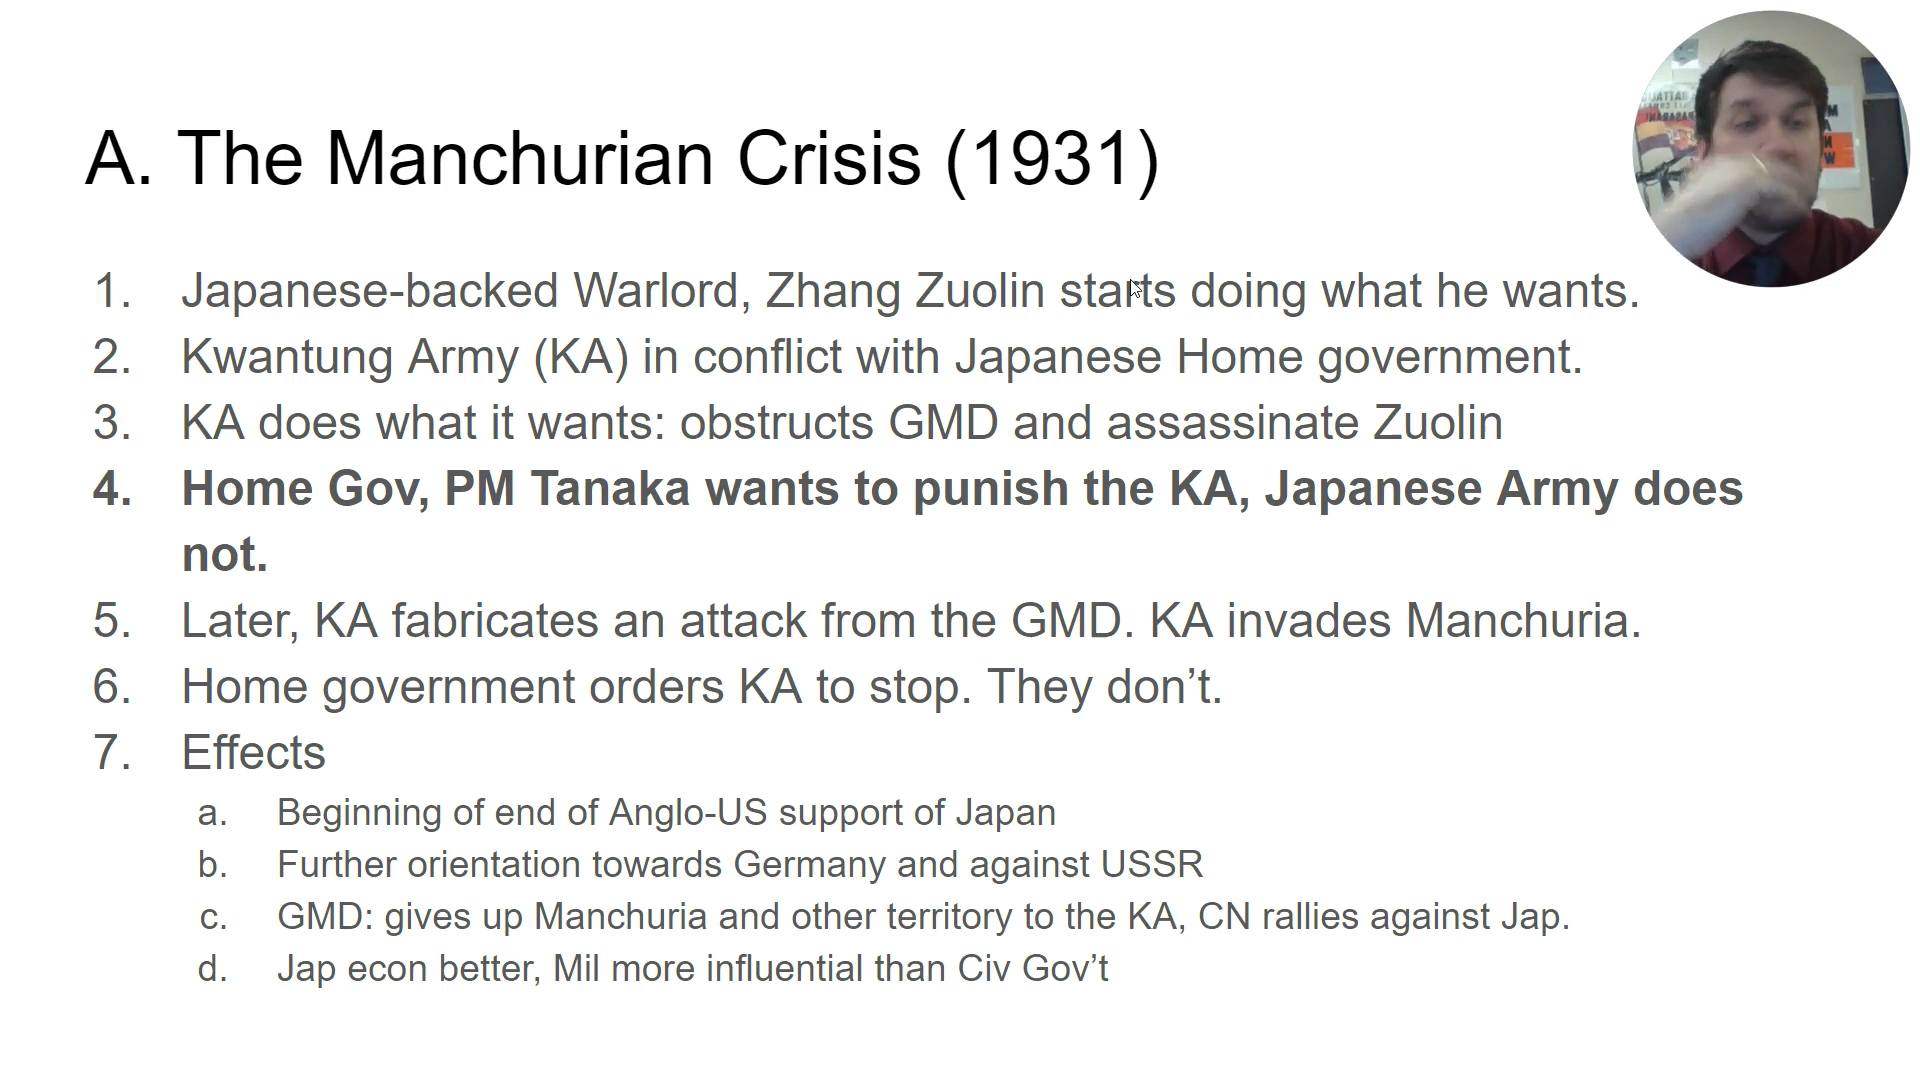 A. The Manchurian Crisis (1931)
1. Japanese-backed Warlord, Zhang Zuolin starts doing what he wants.
2. Kwantung Army (KA) in conflict with Japanese Home government.
3. KA does what it wants: obstructs GMD and assassinate Zuolin
4. Home Gov, PM Tanaka wants to punish the KA, Japanese Army does
not.
5. Later, KA fabricates an attack from the GMD. KA invades Manchuria.
6. Home government orders KA to stop. They don’t.
7. Effects
a. Beginning of end of Anglo-US support of Japan
b. Further orientation towards Germany and against USSR
c. GMD: gives up Manchuria and other territory to the KA, CN rallies against Jap.
d. Jap econ better, Mil more influential than Civ Gov’t